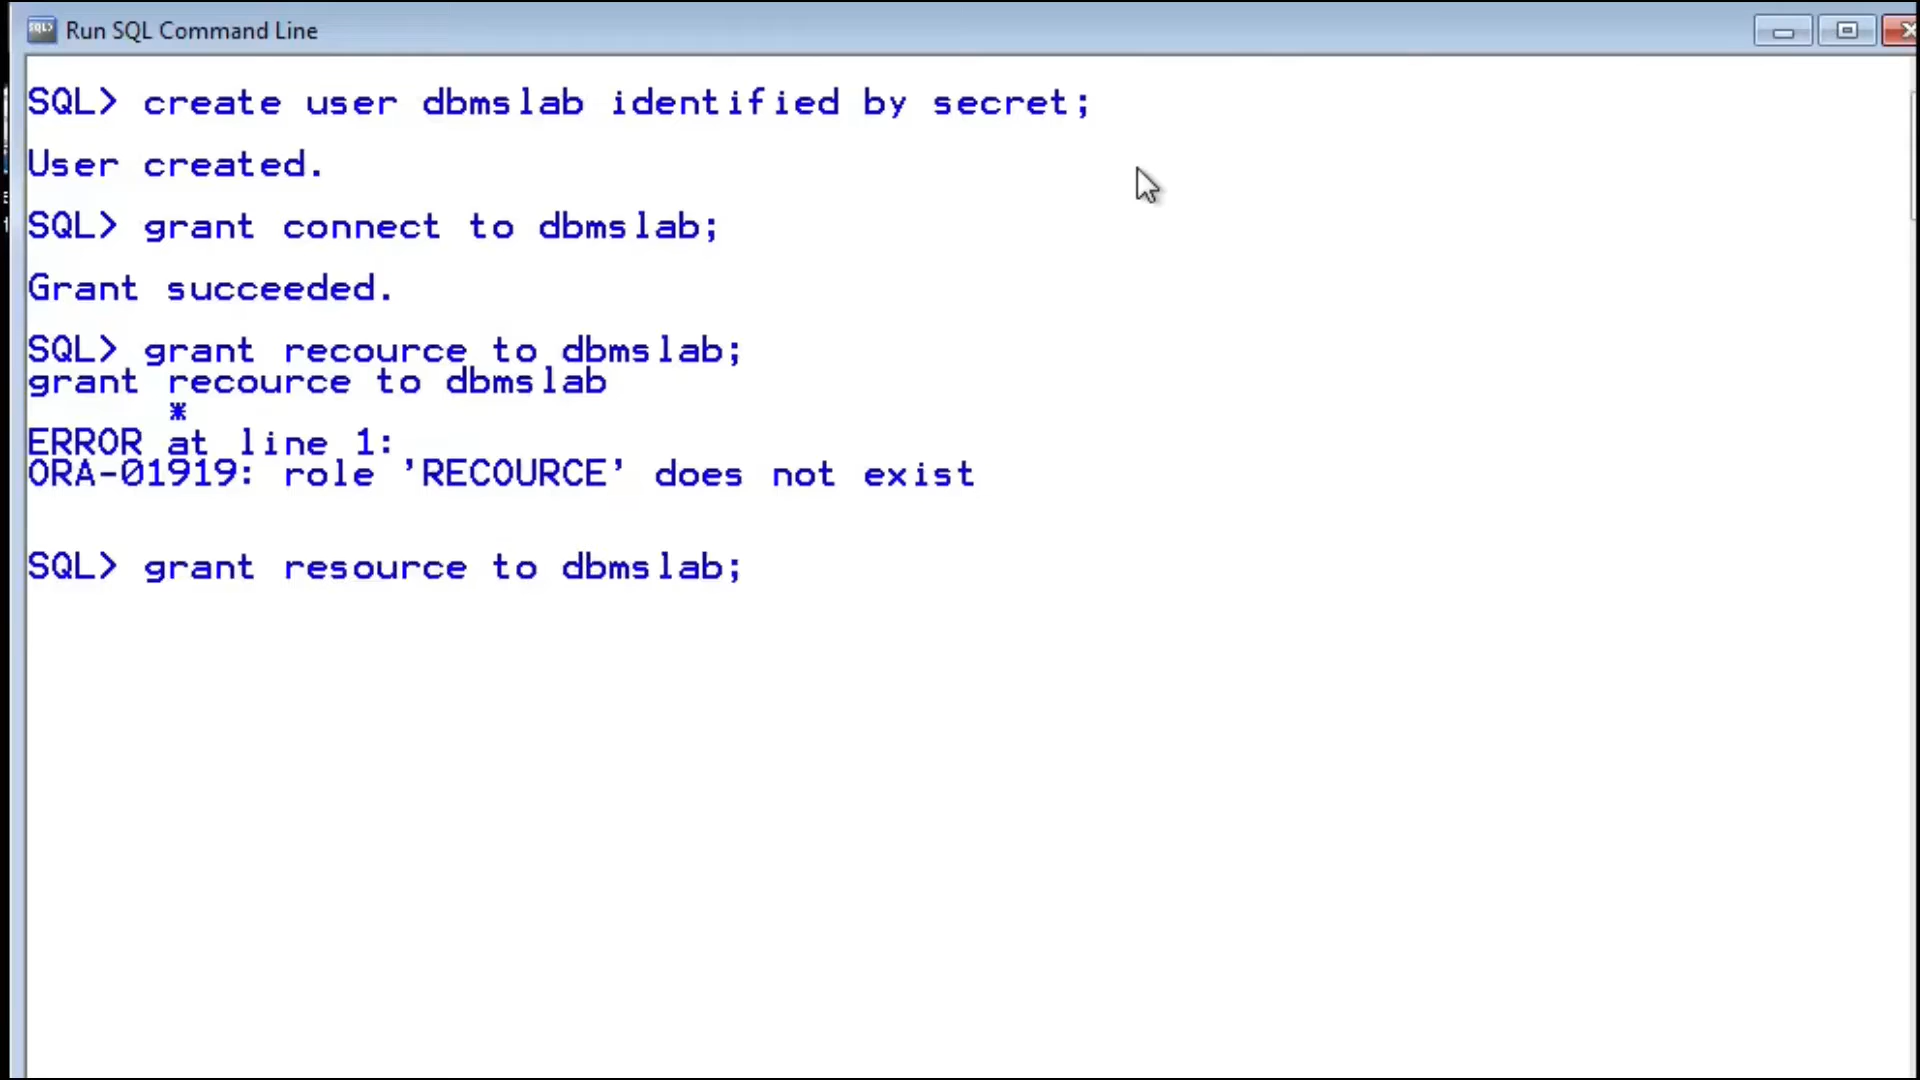 Run SQL Command Line
SQL> create user dbmslab identified by secret;
User created.
SQL> grant connect to dbmslab;
Grant succeeded.
SQL> grant recource to dbmslab;
grant recource to dbmslab
*
ERROR at line 1:
ORA-01919: role 'RECOURCE' does not exist
SQL> grant resource to dbmslab;